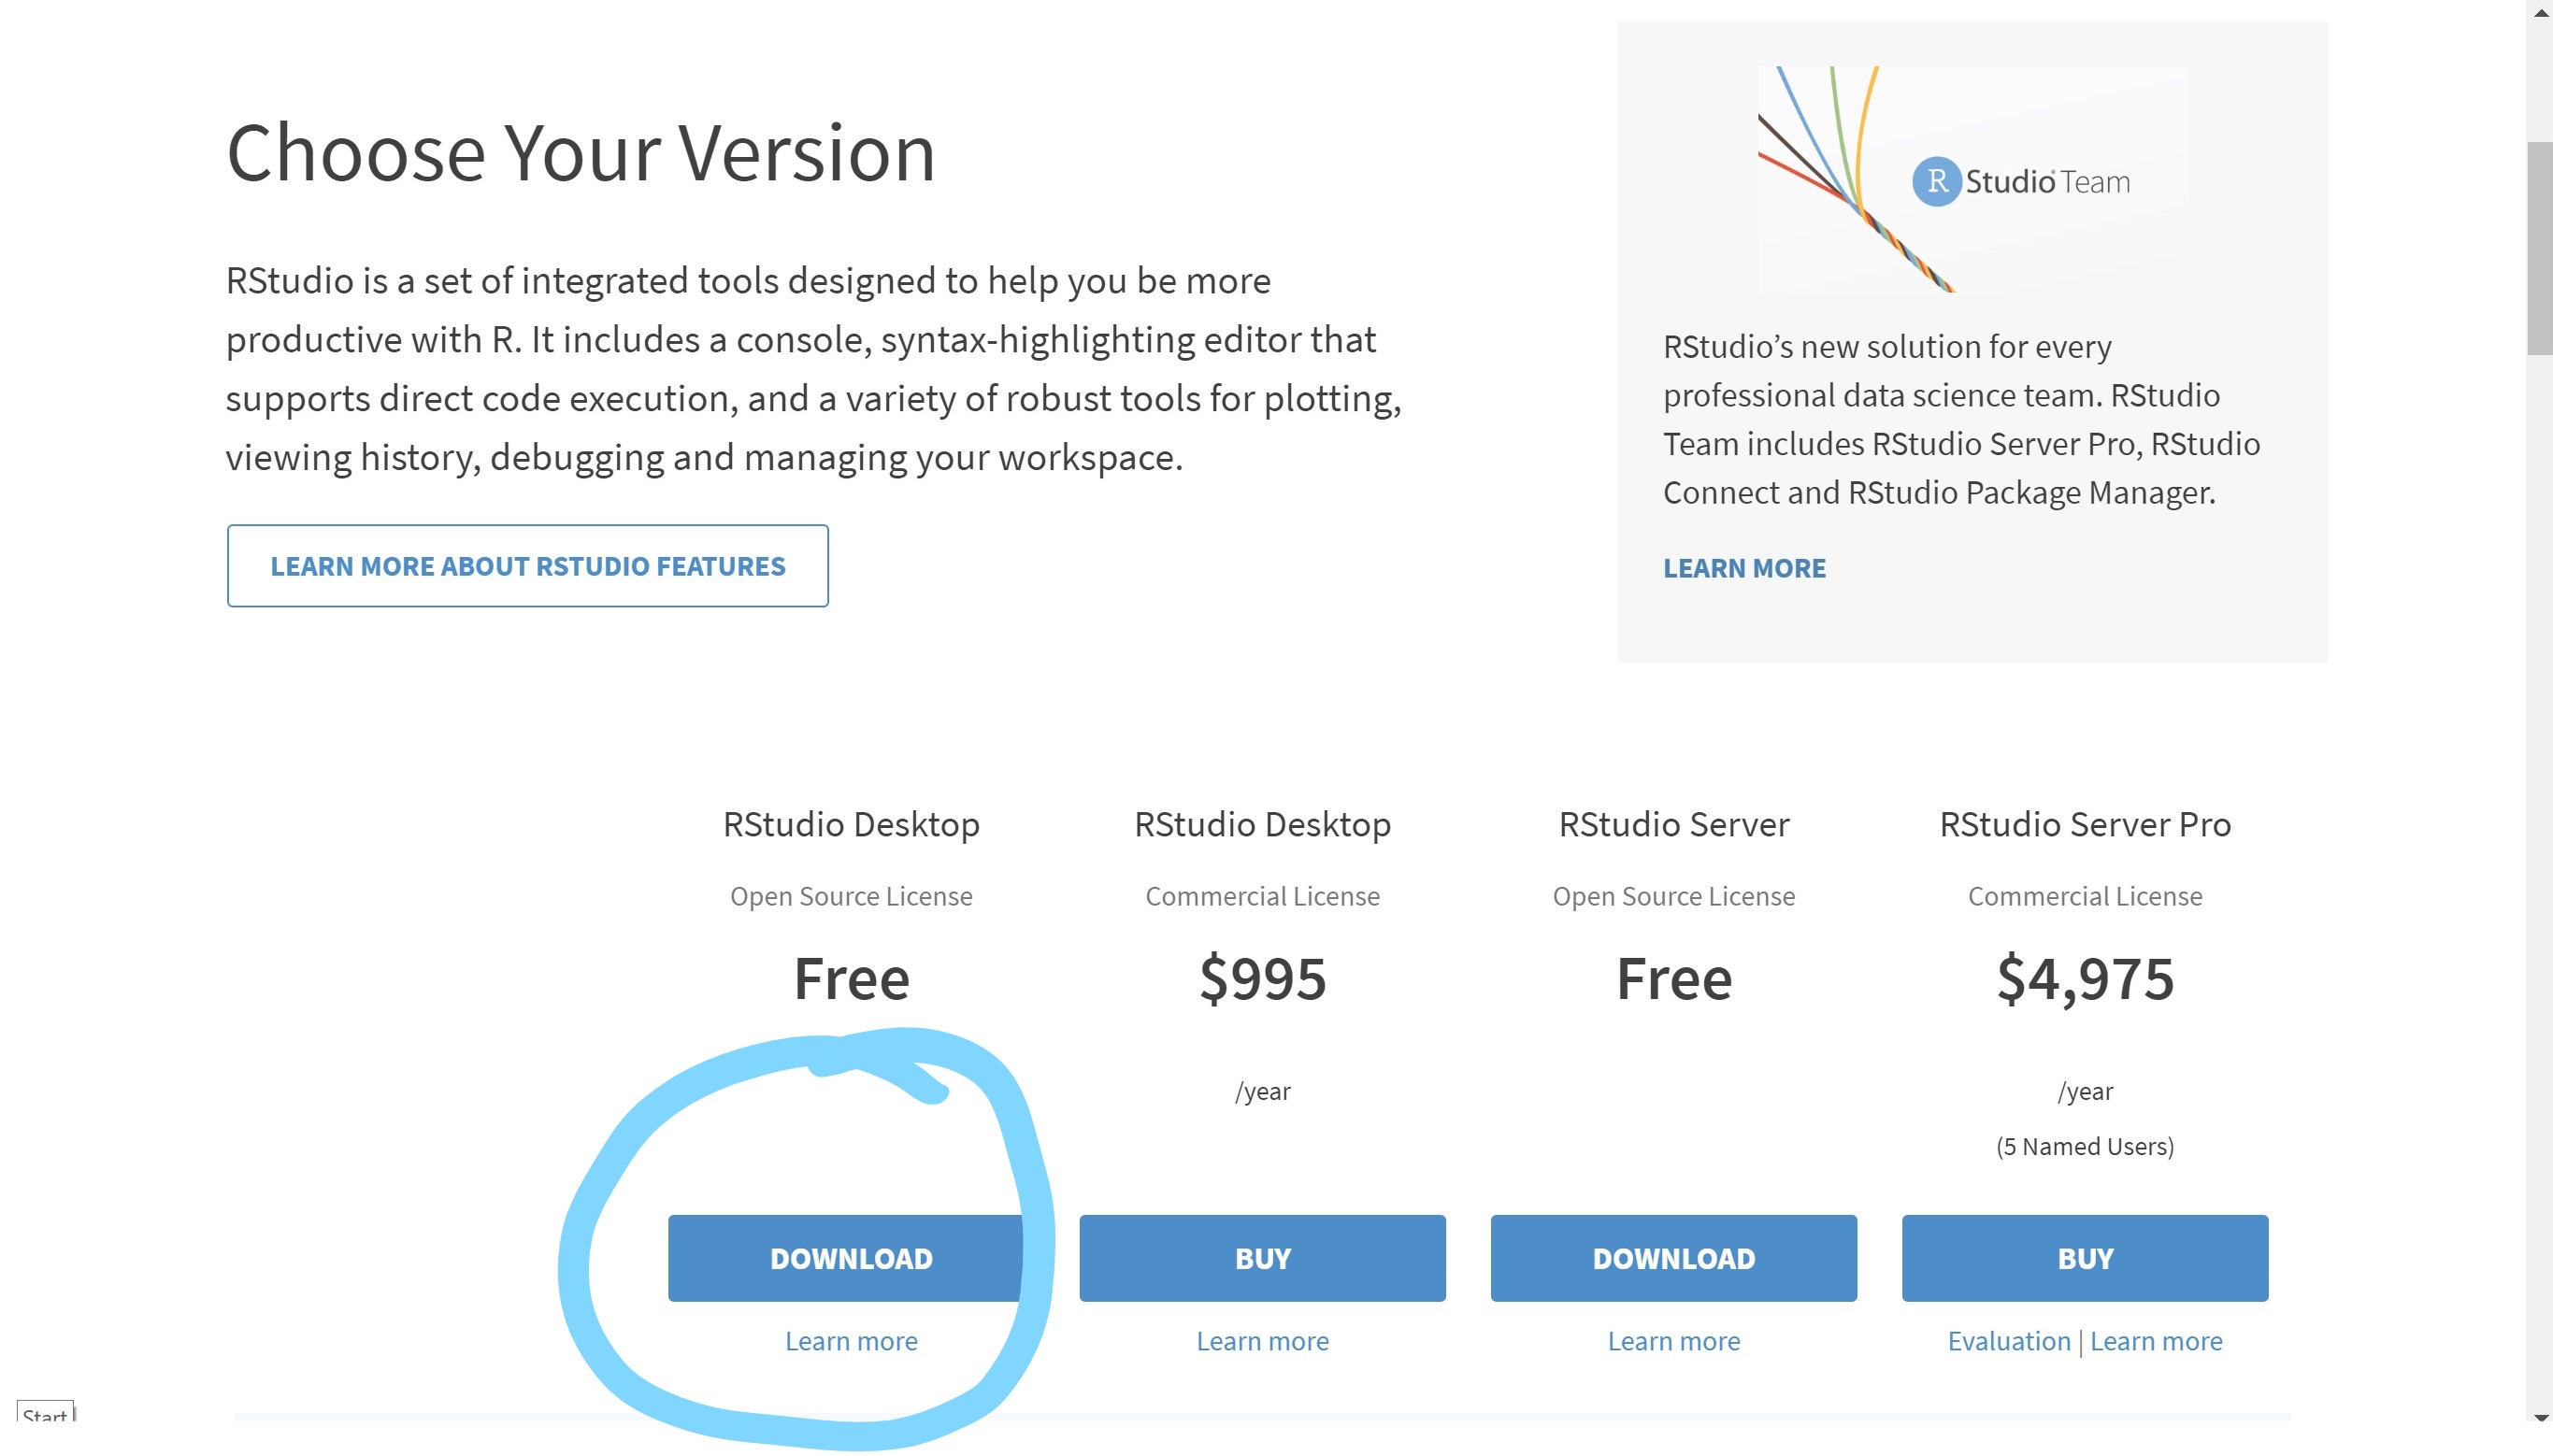 Choose Your Version
RStudio is a set of integrated tools designed to help you be more
productive with R. It includes a console, syntax-highlighting editor that
supports direct code execution, and a variety of robust tools for plotting,
viewing history, debugging and managing your workspace.
LEARN MORE ABOUT RSTUDIO FEATURES
R Studio Team
RStudio’s new solution for every
professional data science team. RStudio
Team includes RStudio Server Pro, RStudio
Connect and RStudio Package Manager.
LEARN MORE
RStudio Desktop RStudio Desktop RStudio Server RStudio Server Pro
Open Source License Commercial License Open Source License Commercial License
Free $995 Free $4,975
/year /year
(5 Named Users)
DOWNLOAD BUY DOWNLOAD BUY
Learn more Learn more Learn more Evaluation | Learn more
Start